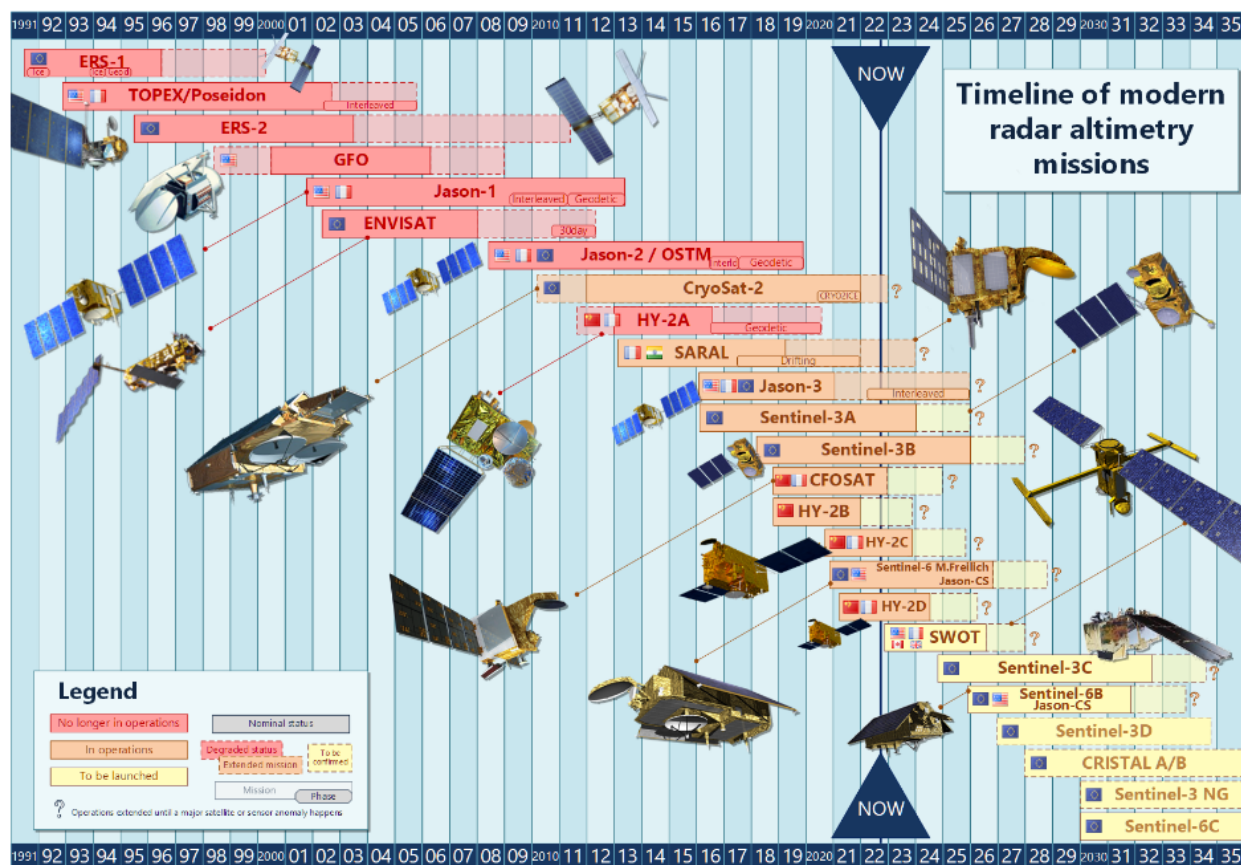 1991 92 93 94 95 96 97 98 99 2000 01 02 03 04 05 06 07 08 09 2010 11 12 13 14 15 16 17 18 19 2020 21 22 23 24 25 26 27 28 29 2030 31 32 33 34 35
NOW
Timeline of modern
radar altimetry
missions
ERS-1
Ice
Ice
Geoid
TOPEX/Poseidon
Interleaved
ERS-2
GFO
Jason-1
Interleaved
Geodetic
ENVISAT
30day
Jason-2 / OSTM
Interle
Geodetic
CryoSat-2
CRYO2ICE
?
HY-2A
Geodetic
SARAL
Drifting
?
Jason-3
Interleaved
?
Sentinel-3A
?
Sentinel-3B
?
CFOSAT
?
HY-2B
?
HY-2C
?
Sentinel-6 M.Freilich
Jason-CS
?
HY-2D
?
SWOT
?
Sentinel-3C
?
Sentinel-6B
Jason-CS
?
Sentinel-3D
CRISTAL A/B
Sentinel-3 NG
Sentinel-6C
Legend
No longer in operations
In operations
To be launched
Nominal status
Degraded status
Extended mission
To be
confirmed
Mission
Phase
? Operations extended until a major satellite or sensor anomaly happens
NOW
1991 92 93 94 95 96 97 98 99 2000 01 02 03 04 05 06 07 08 09 2010 11 12 13 14 15 16 17 18 19 2020 21 22 23 24 25 26 27 28 29 2030 31 32 33 34 35